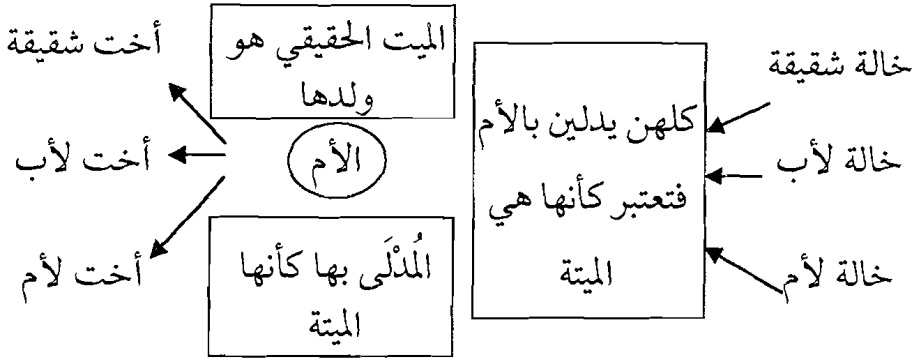 خالة شقيقة
خالة لأب
خالة لأم
كلهن يدلين بالأم
فتعتبر كأنها هي
الميتة
الميت الحقيقي هو
ولدها
الأم
المُدْلَى بها كأنها
الميتة
أخت شقيقة
أخت لأب
أخت لأم